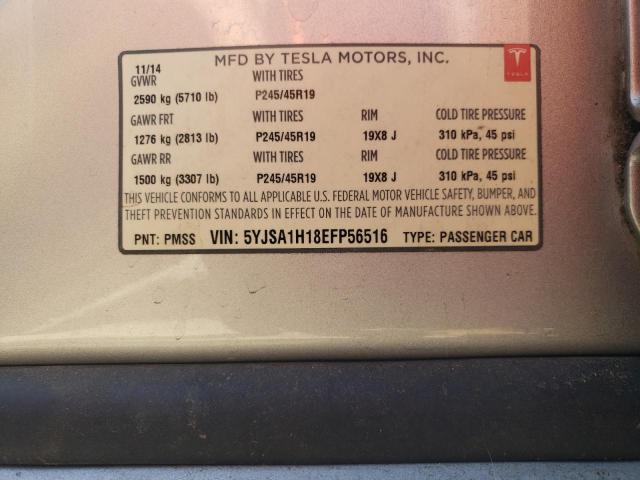 MFD BY TESLA MOTORS, INC.
TESLA
11/14
GVWR WITH TIRES
2590 kg (5710 lb) P245/45R19
GAWR FRT WITH TIRES RIM COLD TIRE PRESSURE
1276 kg (2813 lb) P245/45R19 19X8 J 310 kPa, 45 psi
GAWR RR WITH TIRES RIM COLD TIRE PRESSURE
1500 kg (3307 lb) P245/45R19 19X8 J 310 kPa, 45 psi
THIS VEHICLE CONFORMS TO ALL APPLICABLE U.S. FEDERAL MOTOR VEHICLE SAFETY, BUMPER, AND
THEFT PREVENTION STANDARDS IN EFFECT ON THE DATE OF MANUFACTURE SHOWN ABOVE.
PNT: PMSS VIN: 5YJSA1H18EFP56516 TYPE: PASSENGER CAR